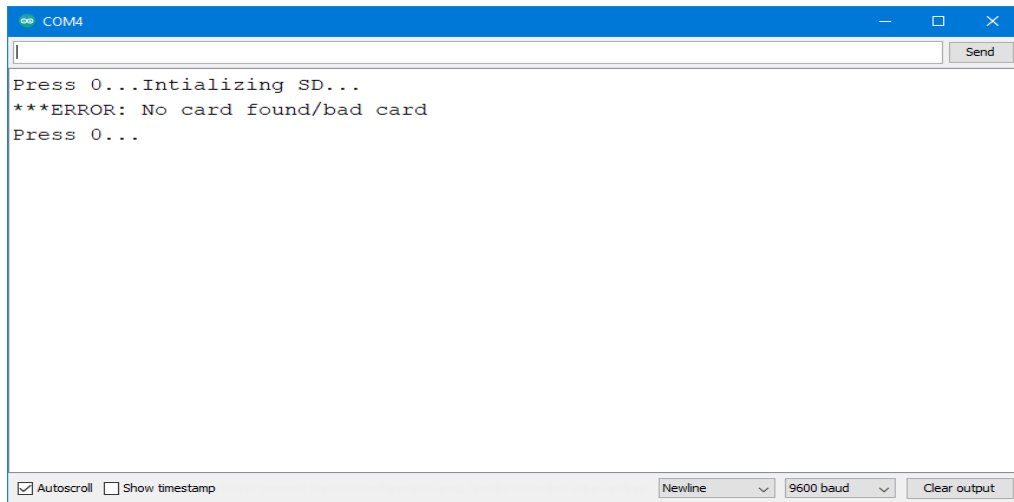 COM4
Send
Press 0...Intializing SD...
***ERROR: No card found/bad card
Press 0...
Autoscroll Show timestamp Newline 9600 baud Clear output